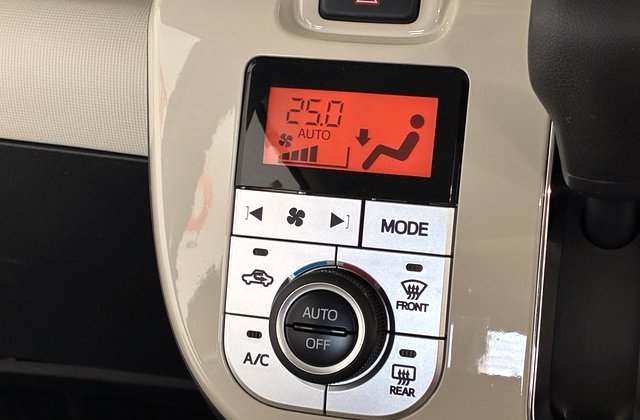 25.0
AUTO
MODE
FRONT
AUTO
OFF
A/C
REAR